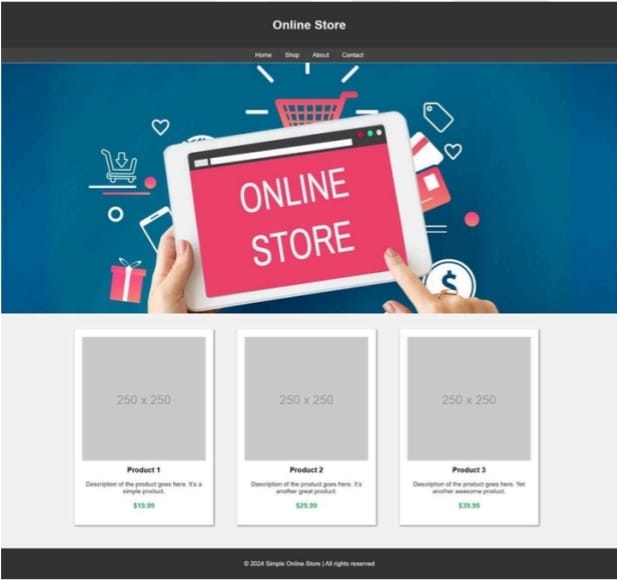 Online Store
Home Shop About Contact
ONLINE
STORE
250 x 250 250 x 250 250 x 250
Product 1
Description of the product goes here. It's a
simple product.
$19.99
Product 2
Description of the product goes here. It's
another great product.
$29.99
Product 3
Description of the product goes here. Yet
another awesome product.
$39.99
© 2024 Simple Online Store | All rights reserved